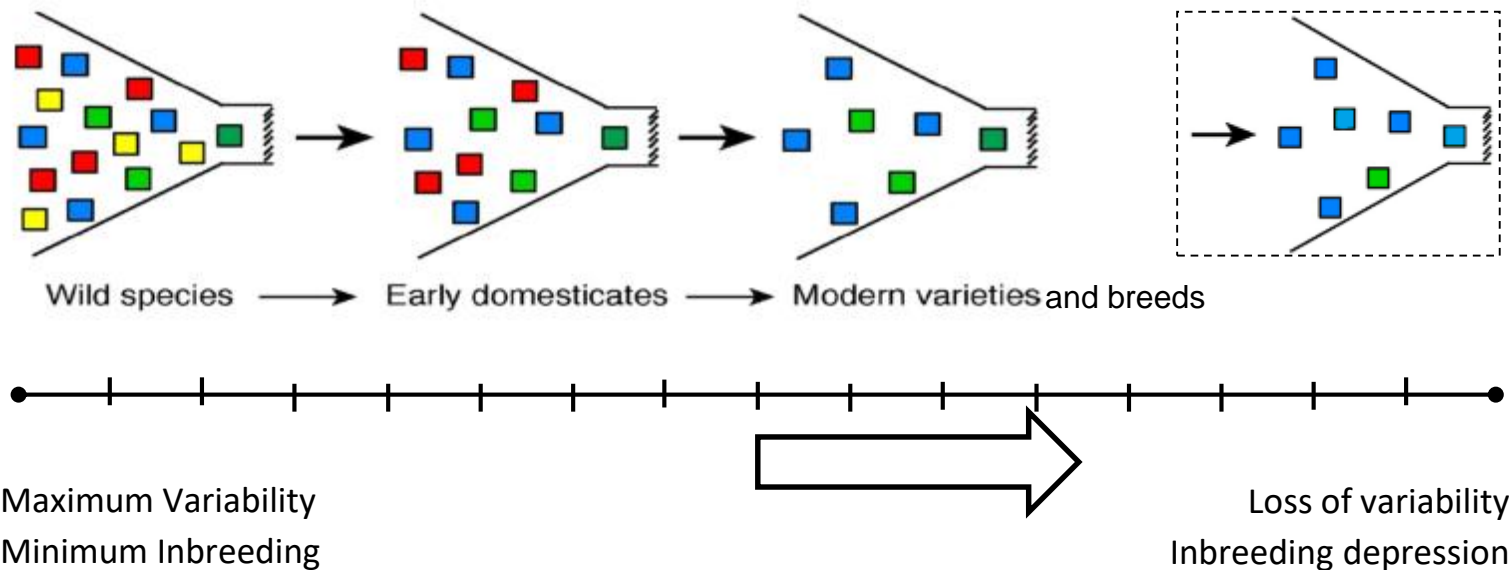 Wild species Early domesticates Modern varieties and breeds
Maximum Variability
Minimum Inbreeding
Loss of variability
Inbreeding depression